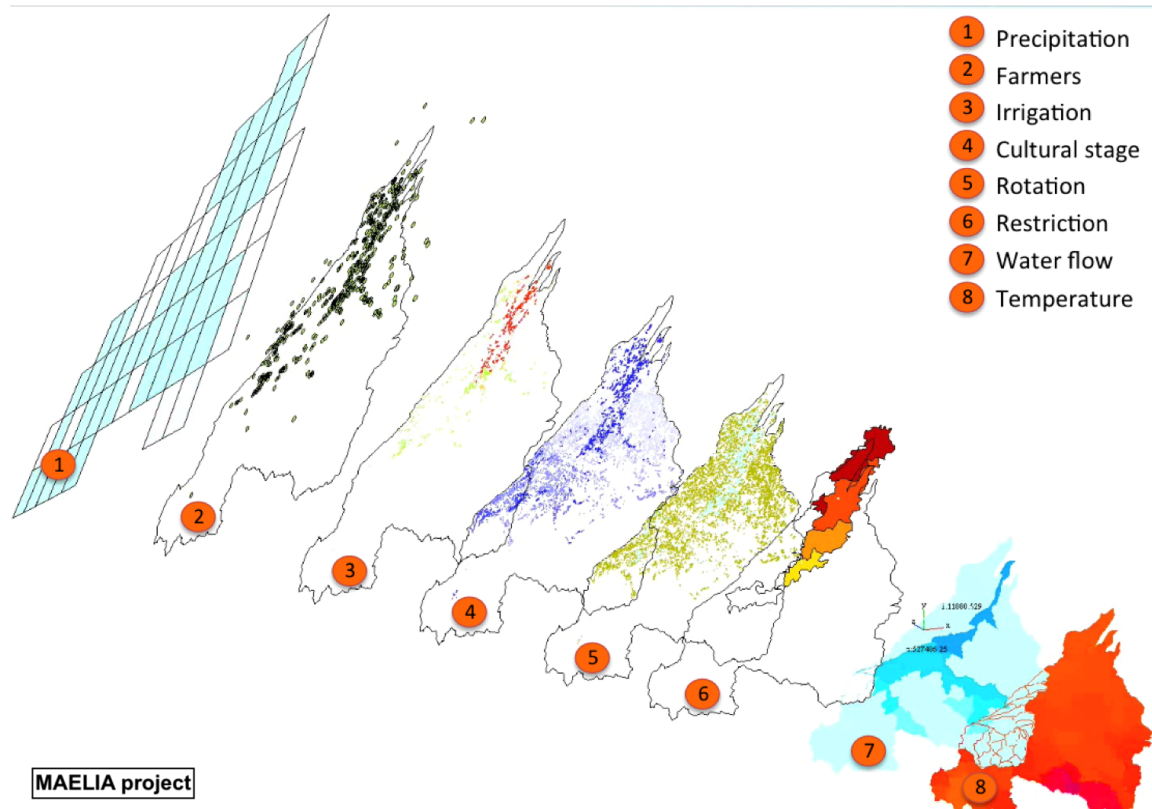 1 Precipitation
2 Farmers
3 Irrigation
4 Cultural stage
5 Rotation
6 Restriction
7 Water flow
8 Temperature
1
2
3
4
5
6
7
8
Y
X
MAELIA project